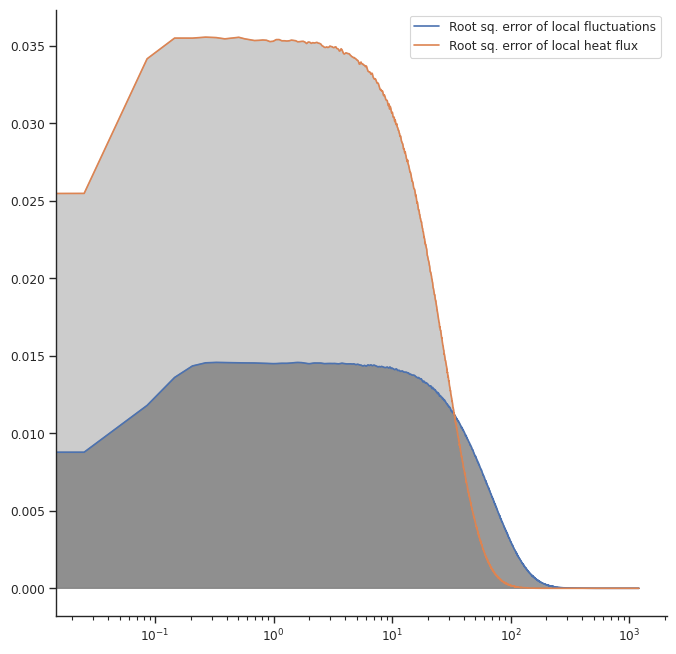 Root sq. error of local fluctuations
Root sq. error of local heat flux
0.035
0.030
0.025
0.020
0.015
0.010
0.005
0.000
10⁻¹ 10⁰ 10¹ 10² 10³